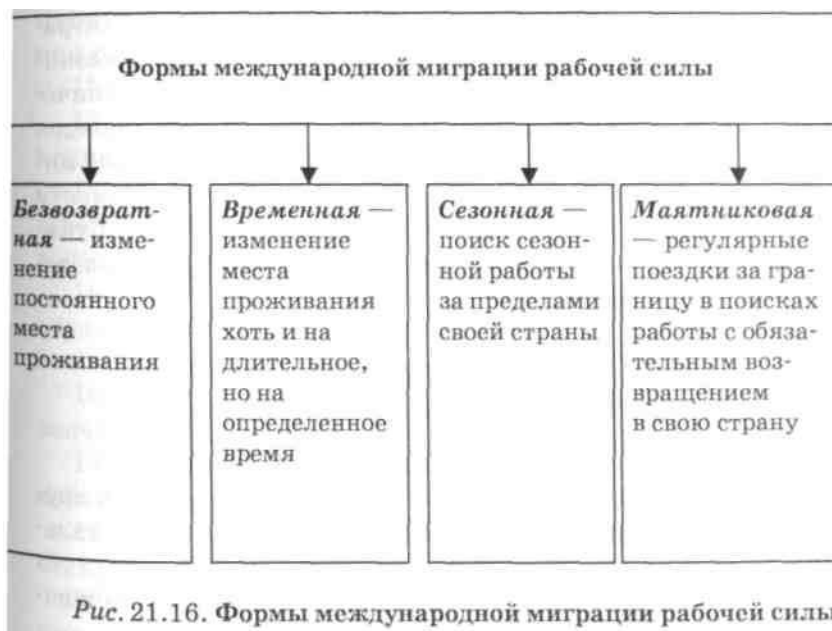 Формы международной миграции рабочей силы
Безвозврат-
ная — изме-
нение
постоянного
места
проживания
Временная —
изменение
места
проживания
хоть и на
длительное,
но на
определенное
время
Сезонная —
поиск сезон-
ной работы
за пределами
своей страны
Маятниковая
— регулярные
поездки за гра-
ницу в поисках
работы с обяза-
тельным воз-
вращением
в свою страну
Рис. 21.16. Формы международной миграции рабочей силы